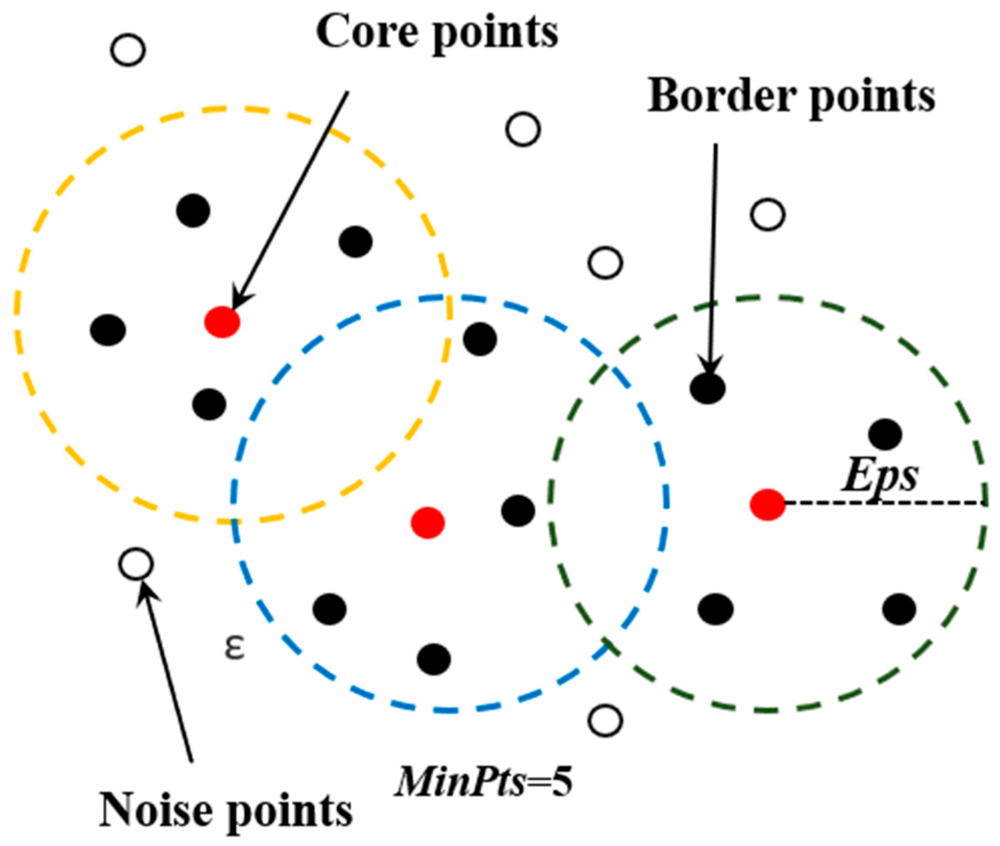 Core points
Border points
Eps
ε
MinPts=5
Noise points